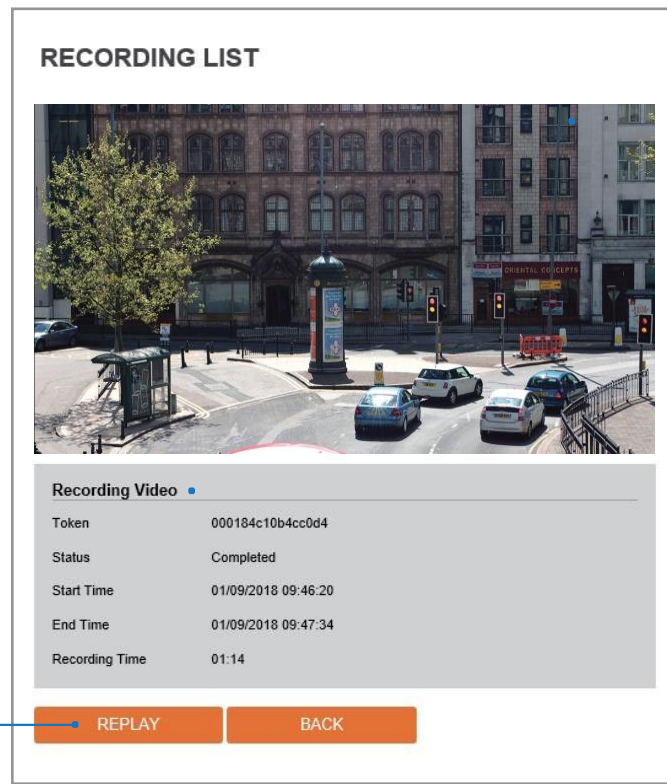 RECORDING LIST
ORIENTAL CONCEPTS
Recording Video
Token 000184c10b4cc0d4
Status Completed
Start Time 01/09/2018 09:46:20
End Time 01/09/2018 09:47:34
Recording Time 01:14
REPLAY BACK